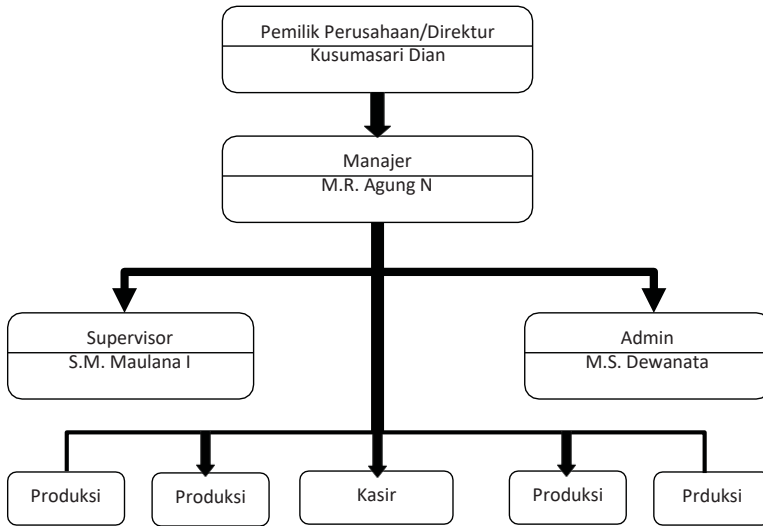 Pemilik Perusahaan/Direktur
Kusumasari Dian
Manajer
M.R. Agung N
Supervisor
S.M. Maulana I
Admin
M.S. Dewanata
Produksi
Produksi
Kasir
Produksi
Prduksi